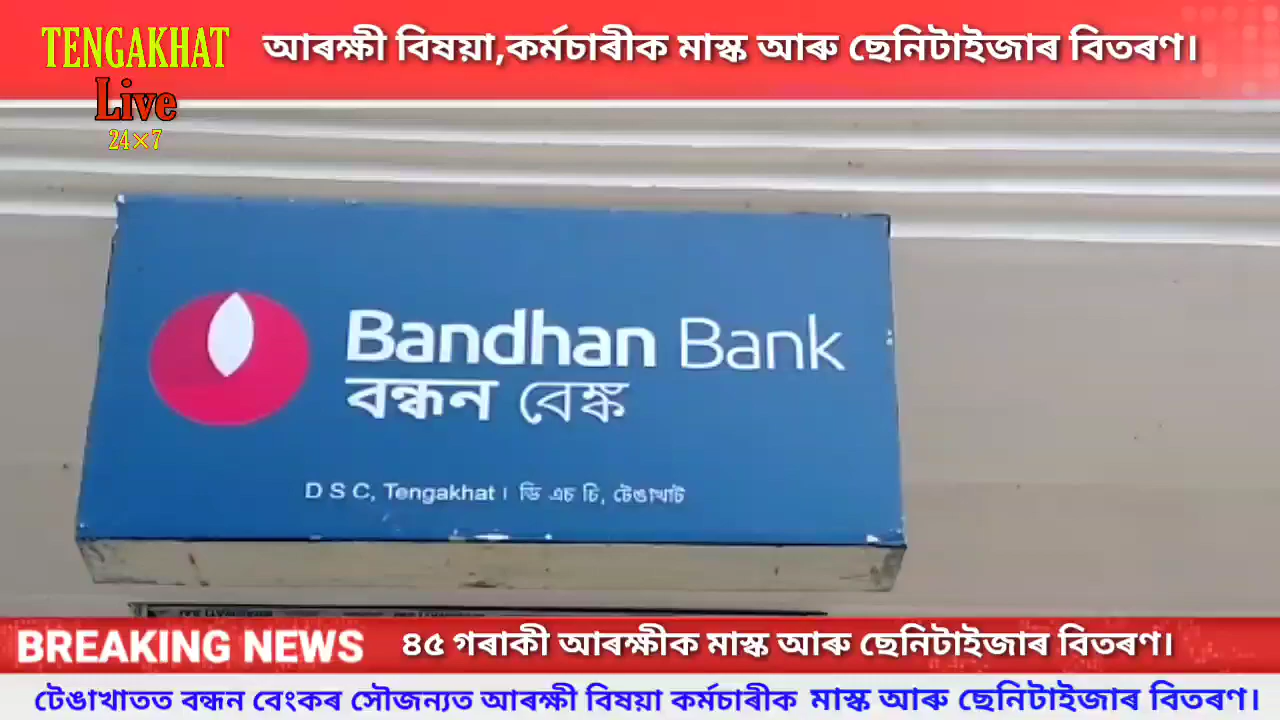 TENGAKHAT
Live
24×7
আৰক্ষী বিষয়া,কৰ্মচাৰীক মাস্ক আৰু ছেনিটাইজাৰ বিতৰণ।
Bandhan Bank
বন্ধন বেঙ্ক
D S C, Tengakhat। ডি এচ চি, টেঙাখাট
BREAKING NEWS
৪৫ গৰাকী আৰক্ষীক মাস্ক আৰু ছেনিটাইজাৰ বিতৰণ।
টেঙাখাতত বন্ধন বেংকৰ সৌজন্যত আৰক্ষী বিষয়া কৰ্মচাৰীক মাস্ক আৰু ছেনিটাইজাৰ বিতৰণ।